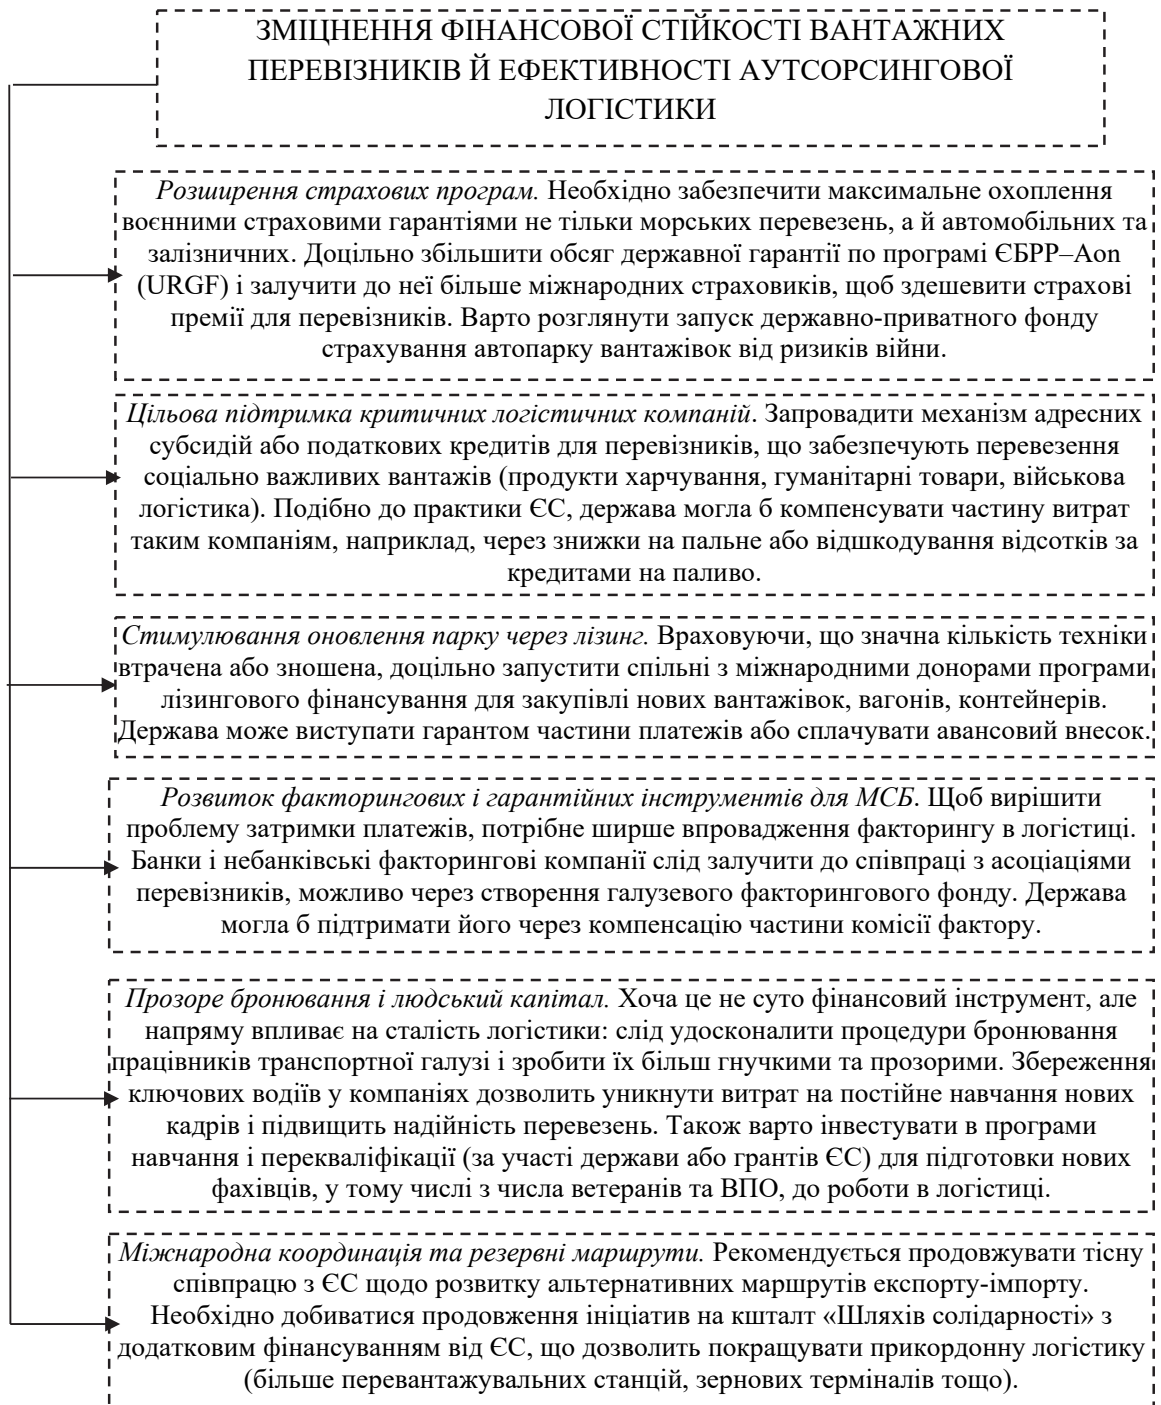 ЗМІЦНЕННЯ ФІНАНСОВОЇ СТІЙКОСТІ ВАНТАЖНИХ
ПЕРЕВІЗНИКІВ Й ЕФЕКТИВНОСТІ АУТСОРСИНГОВОЇ
ЛОГІСТИКИ
Розширення страхових програм. Необхідно забезпечити максимальне охоплення
воєнними страховими гарантіями не тільки морських перевезень, а й автомобільних та
залізничних. Доцільно збільшити обсяг державної гарантії по програмі ЄБРР–Aon
(URGF) і залучити до неї більше міжнародних страховиків, щоб здешевити страхові
премії для перевізників. Варто розглянути запуск державно-приватного фонду
страхування автопарку вантажівок від ризиків війни.
Цільова підтримка критичних логістичних компаній. Запровадити механізм адресних
субсидій або податкових кредитів для перевізників, що забезпечують перевезення
соціально важливих вантажів (продукти харчування, гуманітарні товари, військова
логістика). Подібно до практики ЄС, держава могла б компенсувати частину витрат
таким компаніям, наприклад, через знижки на пальне або відшкодування відсотків за
кредитами на паливо.
Стимулювання оновлення парку через лізинг. Враховуючи, що значна кількість техніки
втрачена або зношена, доцільно запустити спільні з міжнародними донорами програми
лізингового фінансування для закупівлі нових вантажівок, вагонів, контейнерів.
Держава може виступати гарантом частини платежів або сплачувати авансовий внесок.
Розвиток факторингових і гарантійних інструментів для МСБ. Щоб вирішити
проблему затримки платежів, потрібне ширше впровадження факторингу в логістиці.
Банки і небанківські факторингові компанії слід залучити до співпраці з асоціаціями
перевізників, можливо через створення галузевого факторингового фонду. Держава
могла б підтримати його через компенсацію частини комісії фактору.
Прозоре бронювання і людський капітал. Хоча це не суто фінансовий інструмент, але
напряму впливає на сталість логістики: слід удосконалити процедури бронювання
працівників транспортної галузі і зробити їх більш гнучкими та прозорими. Збереження
ключових водіїв у компаніях дозволить уникнути витрат на постійне навчання нових
кадрів і підвищить надійність перевезень. Також варто інвестувати в програми
навчання і перекваліфікації (за участі держави або грантів ЄС) для підготовки нових
фахівців, у тому числі з числа ветеранів та ВПО, до роботи в логістиці.
Міжнародна координація та резервні маршрути. Рекомендується продовжувати тісну
співпрацю з ЄС щодо розвитку альтернативних маршрутів експорту-імпорту.
Необхідно добиватися продовження ініціатив на кшталт «Шляхів солідарності» з
додатковим фінансуванням від ЄС, що дозволить покращувати прикордонну логістику
(більше перевантажувальних станцій, зернових терміналів тощо).